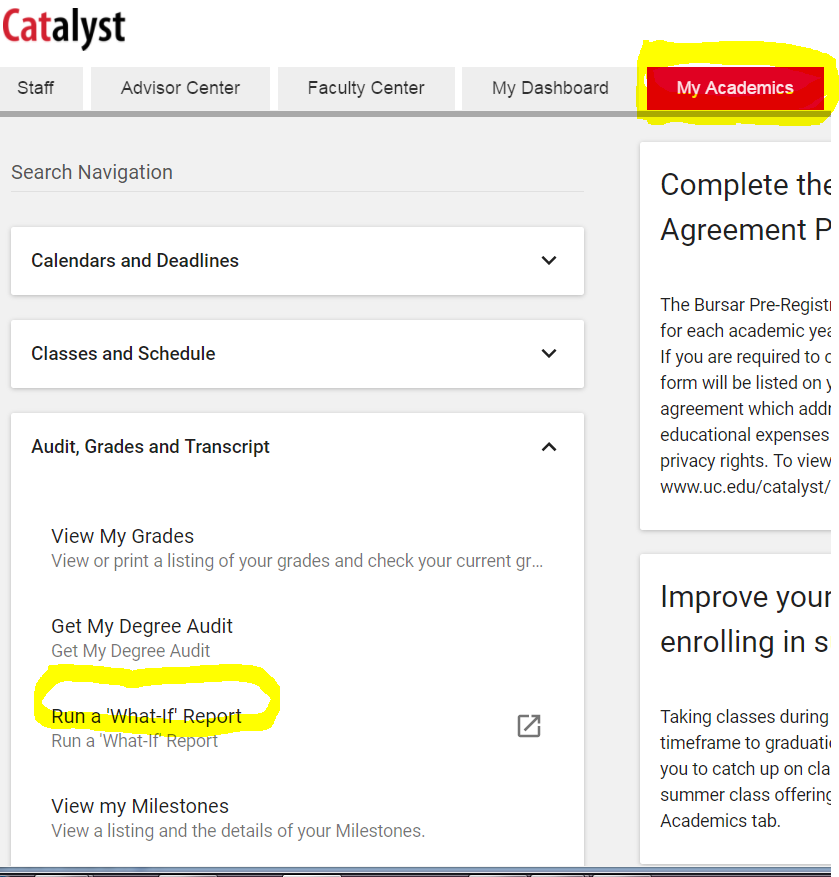 Catalyst
Staff
Advisor Center
Faculty Center
My Dashboard
My Academics
Search Navigation
Calendars and Deadlines
Classes and Schedule
Audit, Grades and Transcript
View My Grades
View or print a listing of your grades and check your current gr...
Get My Degree Audit
Get My Degree Audit
Run a 'What-If' Report
Run a 'What-If' Report
View my Milestones
View a listing and the details of your Milestones.
Complete the
Agreement P
The Bursar Pre-Registr
for each academic yea
If you are required to c
form will be listed on y
agreement which addr
educational expenses
privacy rights. To view
www.uc.edu/catalyst/
Improve your
enrolling in s
Taking classes during
timeframe to graduatio
you to catch up on cla
summer class offering
Academics tab.